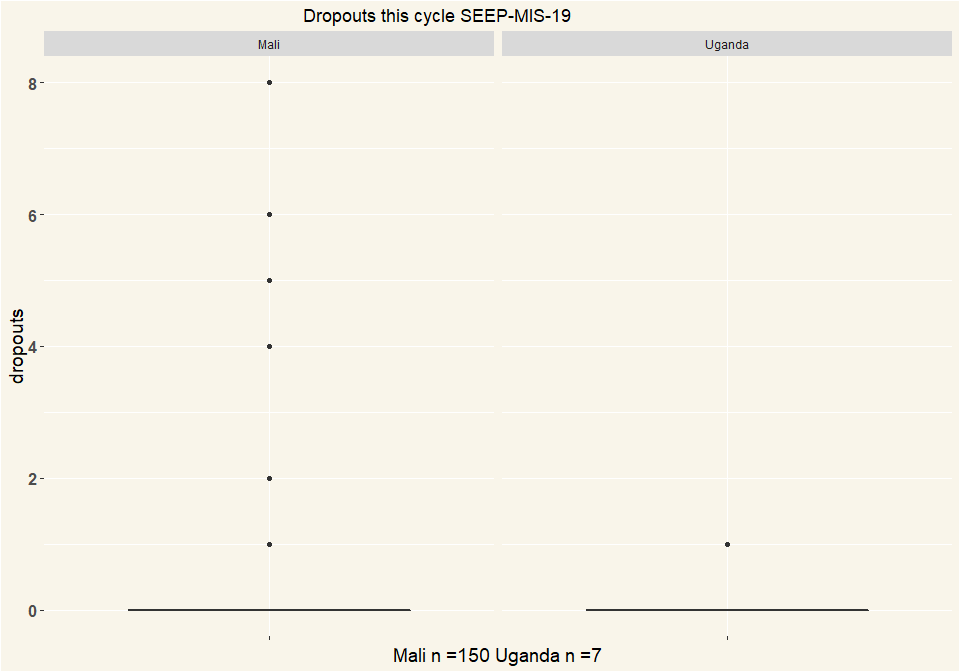 Dropouts this cycle SEEP-MIS-19
Mali
Uganda
8
6
4
2
0
dropouts
Mali n =150 Uganda n =7